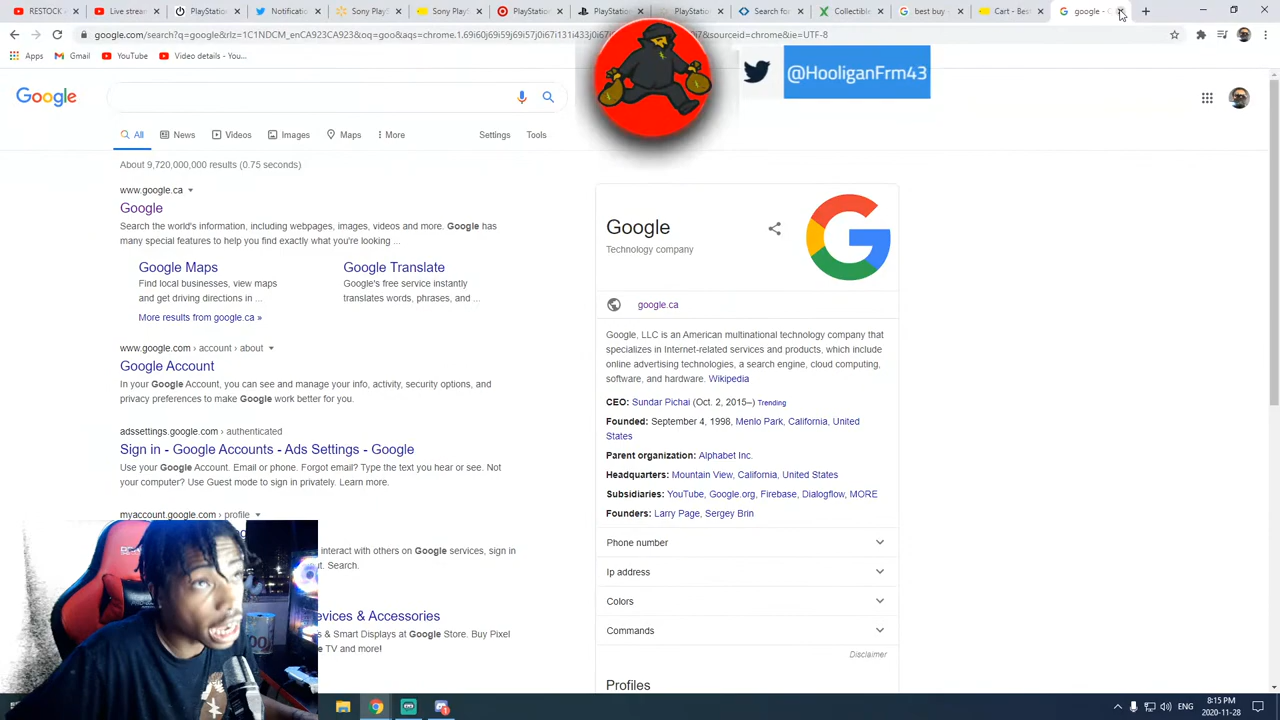 RESTOCK
Notificatio
Sony Play
Sony Play
PlayStatio
PlayStatio
Search for
Collectible
best buy
Cart - Bes
google - G
google.com/search?q=google&rlz=1C1NDCM_enCA923CA923&oq=goo&aqs=chrome.
&sourceid=chrome&ie=UTF-8
Apps
Gmail
YouTube
Video details - You...
@HooliganFrm43
Google
All
News
Videos
Images
Maps
More
Settings
Tools
About 9,720,000,000 results (0.75 seconds)
www.google.ca
Google
Search the world's information, including webpages, images, videos and more. Google has
many special features to help you find exactly what you're looking ...
Google Maps
Find local businesses, view maps
and get driving directions in ...
Google Translate
Google's free service instantly
translates words, phrases, and ...
More results from google.ca »
www.google.com › account › about
Google Account
In your Google Account, you can see and manage your info, activity, security options, and
privacy preferences to make Google work better for you.
adssettings.google.com › authenticated
Sign in - Google Accounts - Ads Settings - Google
Use your Google Account. Email or phone. Forgot email? Type the text you hear or see. Not
your computer? Use Guest mode to sign in privately. Learn more.
myaccount.google.com › profile
interact with others on Google services, sign in
ut. Search.
evices & Accessories
s & Smart Displays at Google Store. Buy Pixel
TV and more!
Google
Technology company
google.ca
Google, LLC is an American multinational technology company that
specializes in Internet-related services and products, which include
online advertising technologies, a search engine, cloud computing,
software, and hardware. Wikipedia
CEO: Sundar Pichai (Oct. 2, 2015–) Trending
Founded: September 4, 1998, Menlo Park, California, United
States
Parent organization: Alphabet Inc.
Headquarters: Mountain View, California, United States
Subsidiaries: YouTube, Google.org, Firebase, Dialogflow, MORE
Founders: Larry Page, Sergey Brin
Phone number
Ip address
Colors
Commands
Disclaimer
Profiles
ENG
8:15 PM
2020-11-28